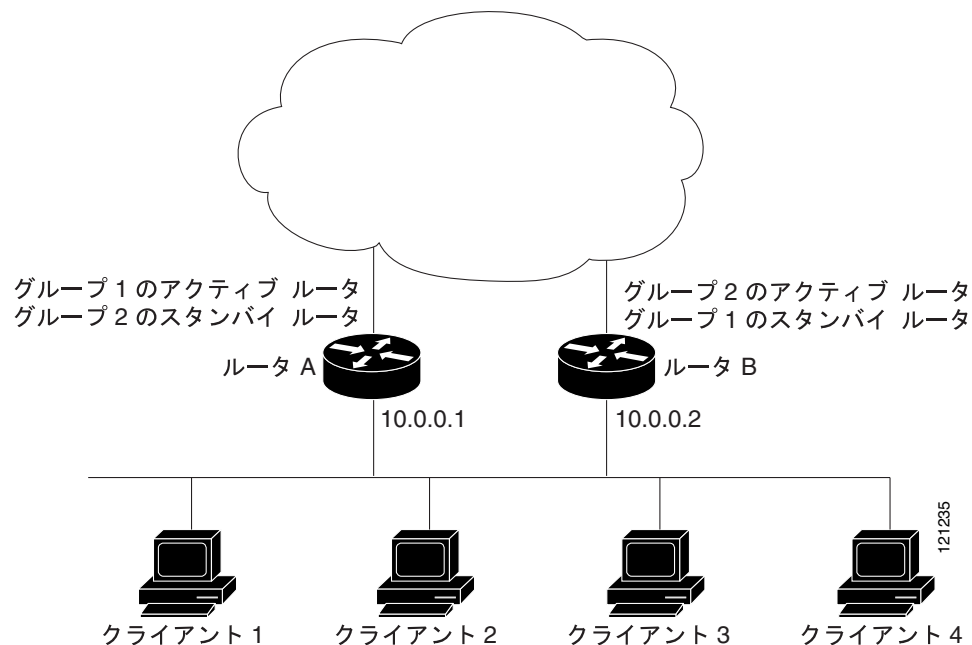 グループ 1 のアクティブ ルータ
グループ 2 のスタンバイ ルータ
グループ 2 のアクティブ ルータ
グループ 1 のスタンバイ ルータ
ルータ A
ルータ B
10.0.0.1
10.0.0.2
121235
クライアント 1
クライアント 2
クライアント 3
クライアント 4